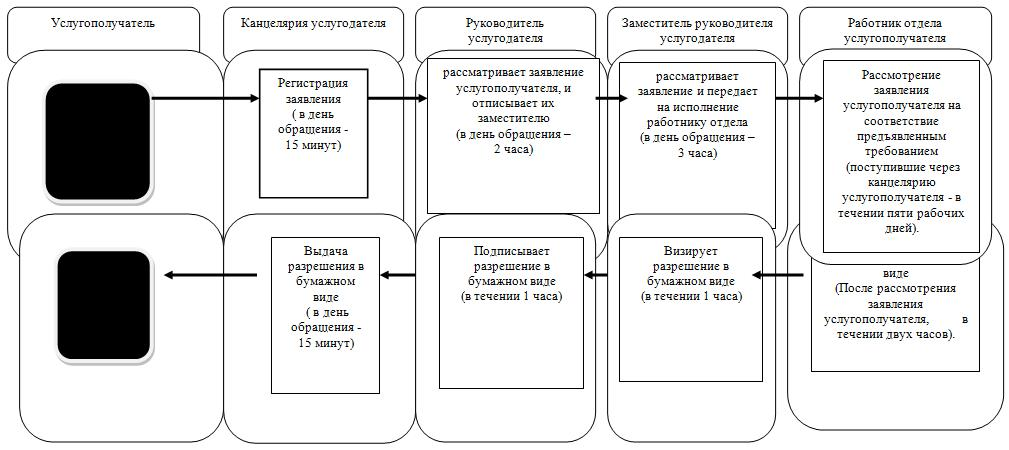 Услугополучатель
Канцелярия услугодателя
Руководитель
услугодателя
Заместитель руководителя
услугодателя
Работник отдела
услугополучателя
Регистрация
заявления
( в день
обращения -
15 минут)
рассматривает заявление
услугополучателя, и
отписывает их
заместителю
(в день обращения –
2 часа)
рассматривает
заявление и передает
на исполение
работнику отдела
(в день обращения –
3 часа)
Рассмотрение
заявления
услугополучателя на
соответствие
предъявленным
требованием
(поступившие через
канцелярию
услугополучателя - в
течении пяти рабочих
дней).
Выдача
разрешения в
бумажном
виде
( в день
обращения -
15 минут)
Подписывает
разрешение в
бумажном виде
(в течении 1 часа)
Визирует
разрешение в
бумажном виде
(в течении 1 часа)
виде
(После рассмотрения
заявления
услугополучателя, в
течении двух часов).